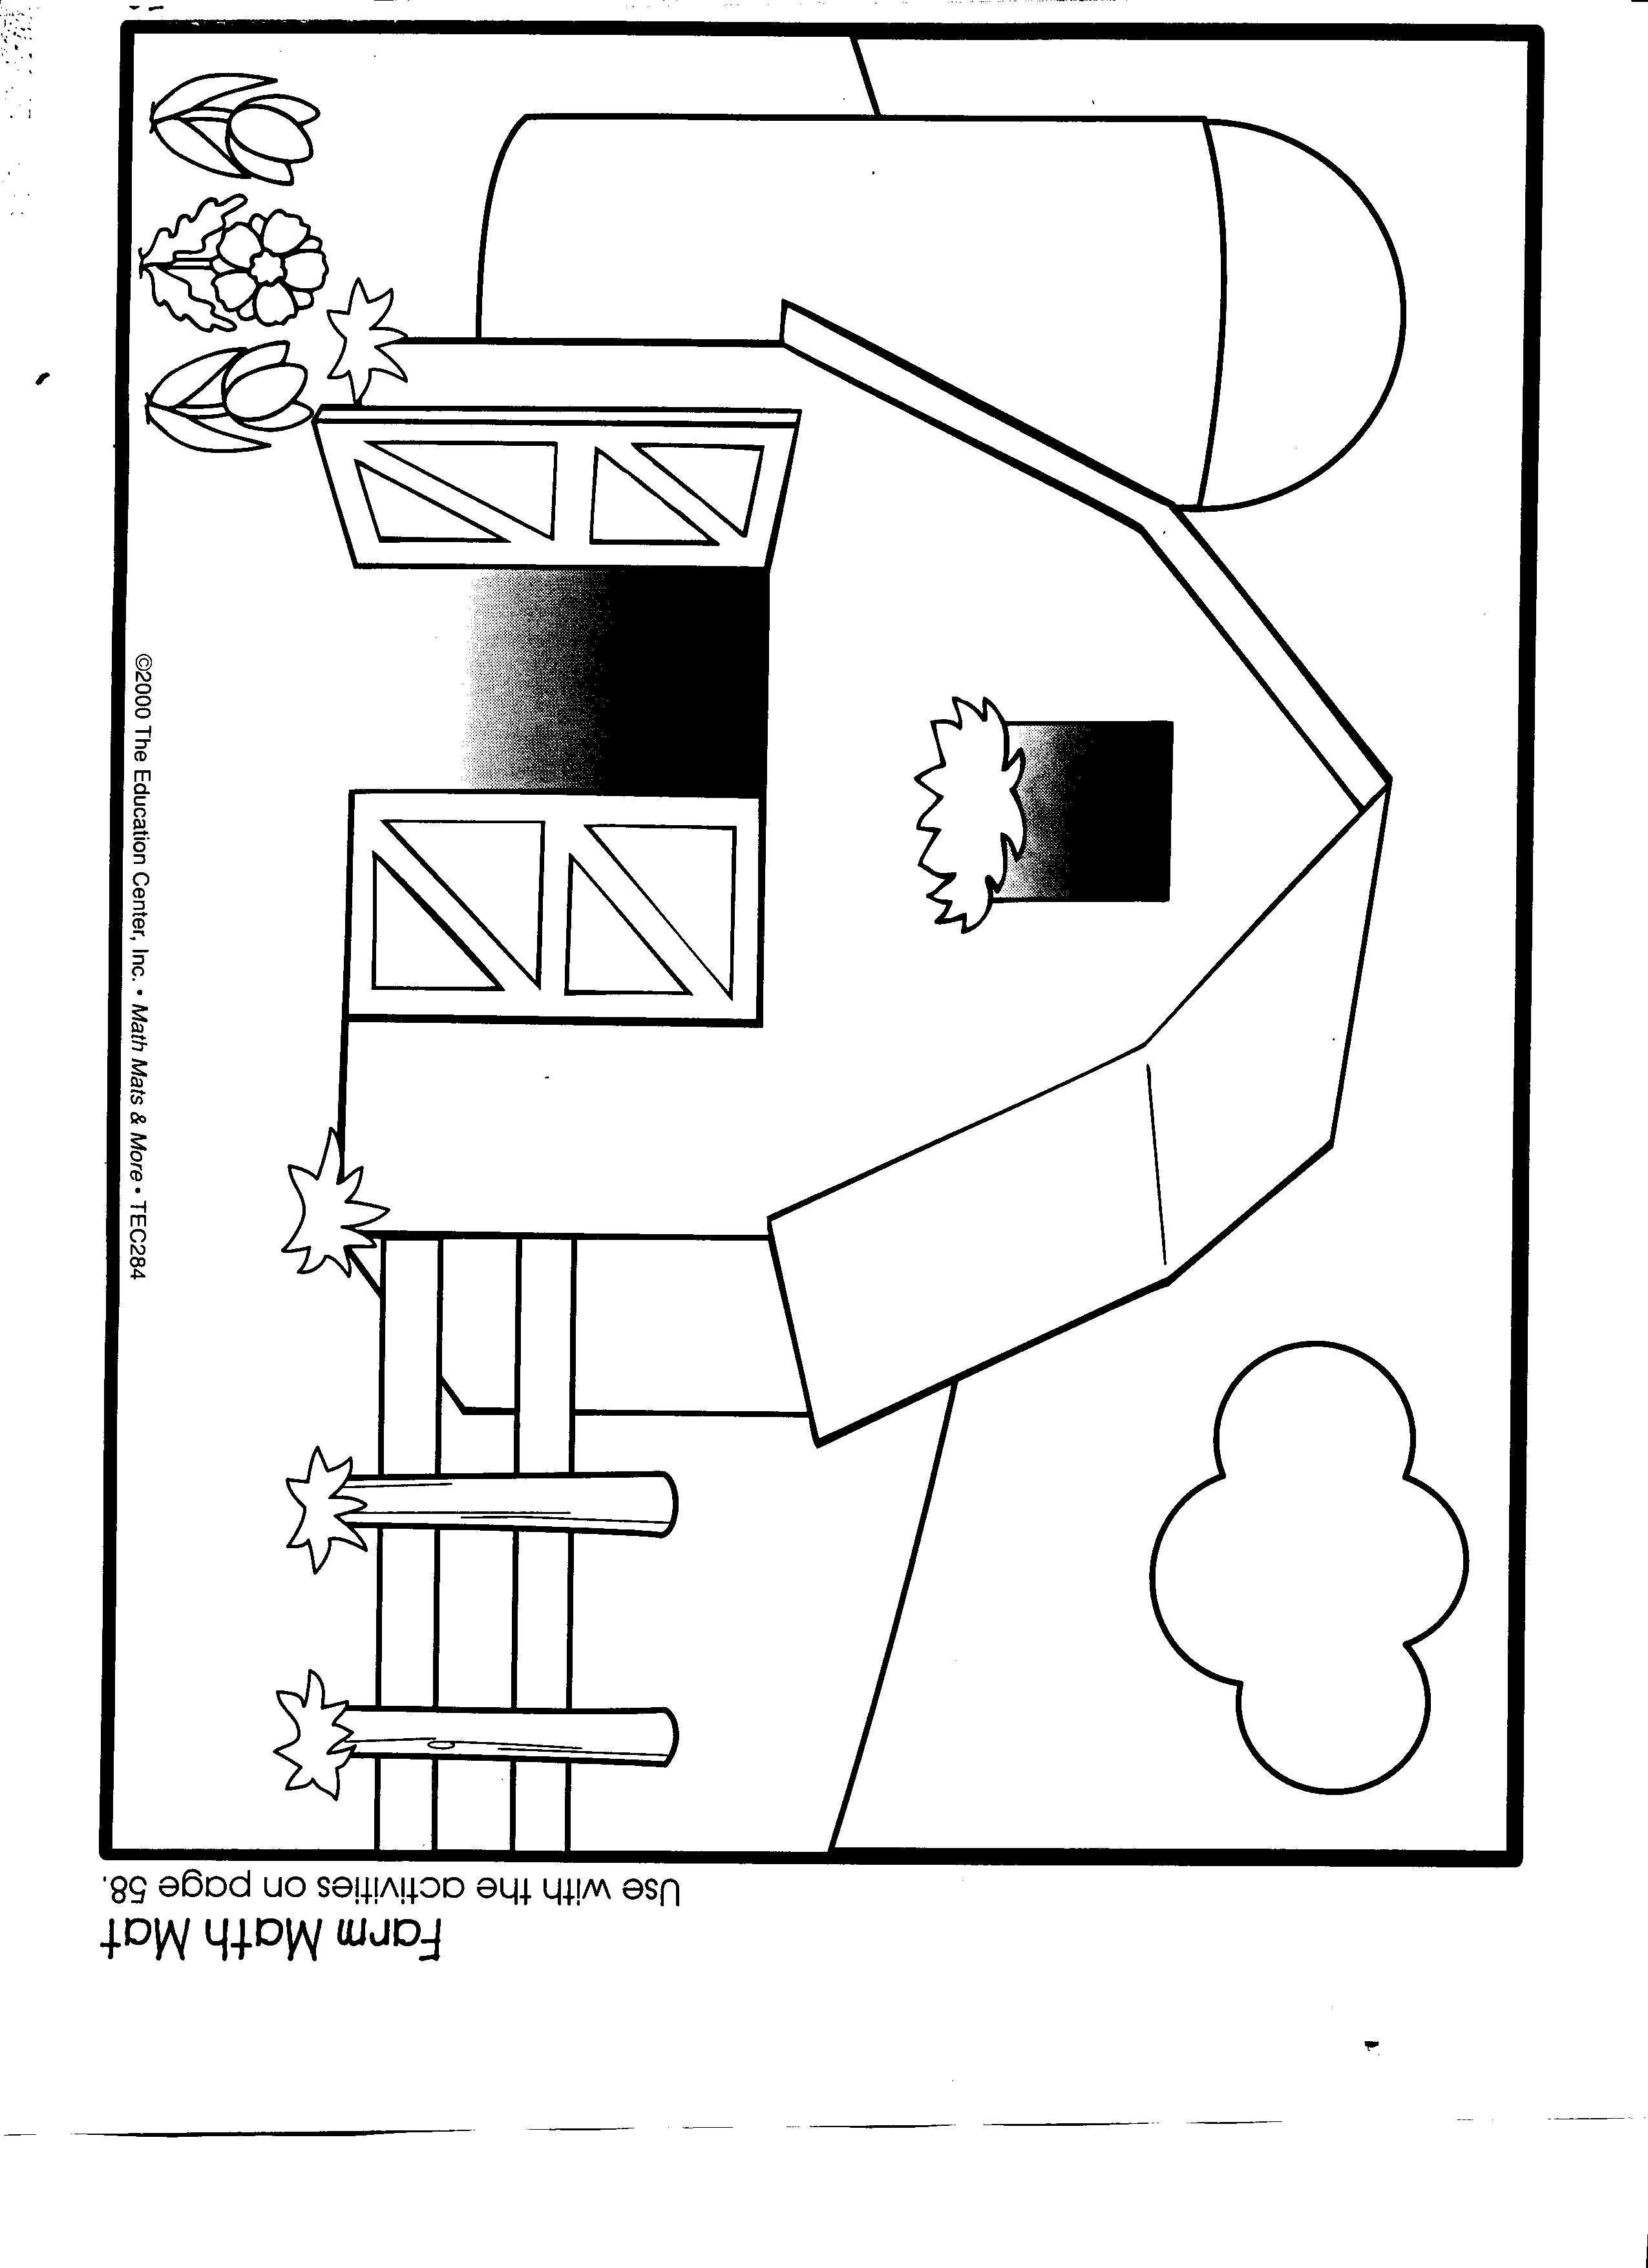 Farm Math Mat
Use with the activities on page 58.
©2000 The Education Center, Inc. • Math Mats & More • TEC284